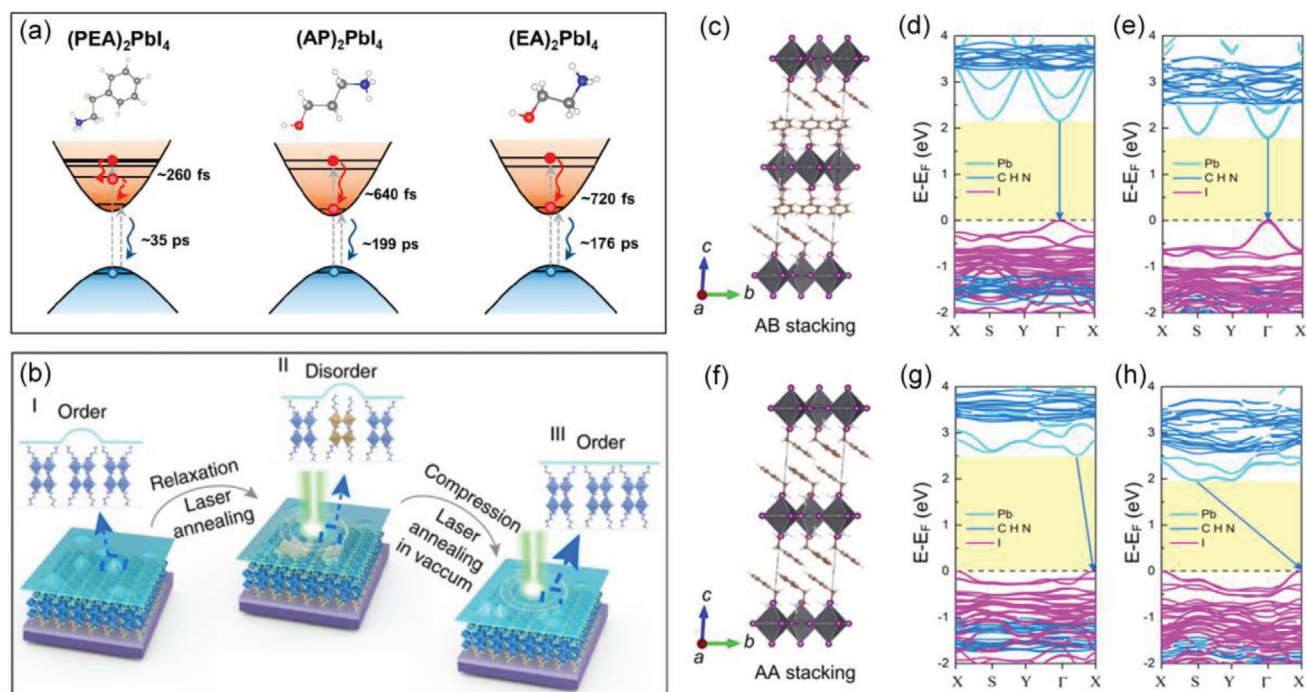 (a)
(PEA)₂PbI₄
(AP)₂PbI₄
(EA)₂PbI₄
~260 fs
~35 ps
~640 fs
~199 ps
~720 fs
~176 ps
(b)
I
Order
II
Disorder
III
Order
Relaxation
Laser
annealing
Compression
Laser
annealing
in vaccum
(c)
c
a
b
AB stacking
(d)
E-E_F (eV)
4
3
2
1
0
-1
-2
Pb
C H N
I
X S Y Γ X
(e)
4
3
2
1
0
-1
-2
Pb
C H N
I
X S Y Γ X
(f)
c
a
b
AA stacking
(g)
E-E_F (eV)
4
3
2
1
0
-1
-2
Pb
C H N
I
X S Y Γ X
(h)
4
3
2
1
0
-1
-2
Pb
C H N
I
X S Y Γ X